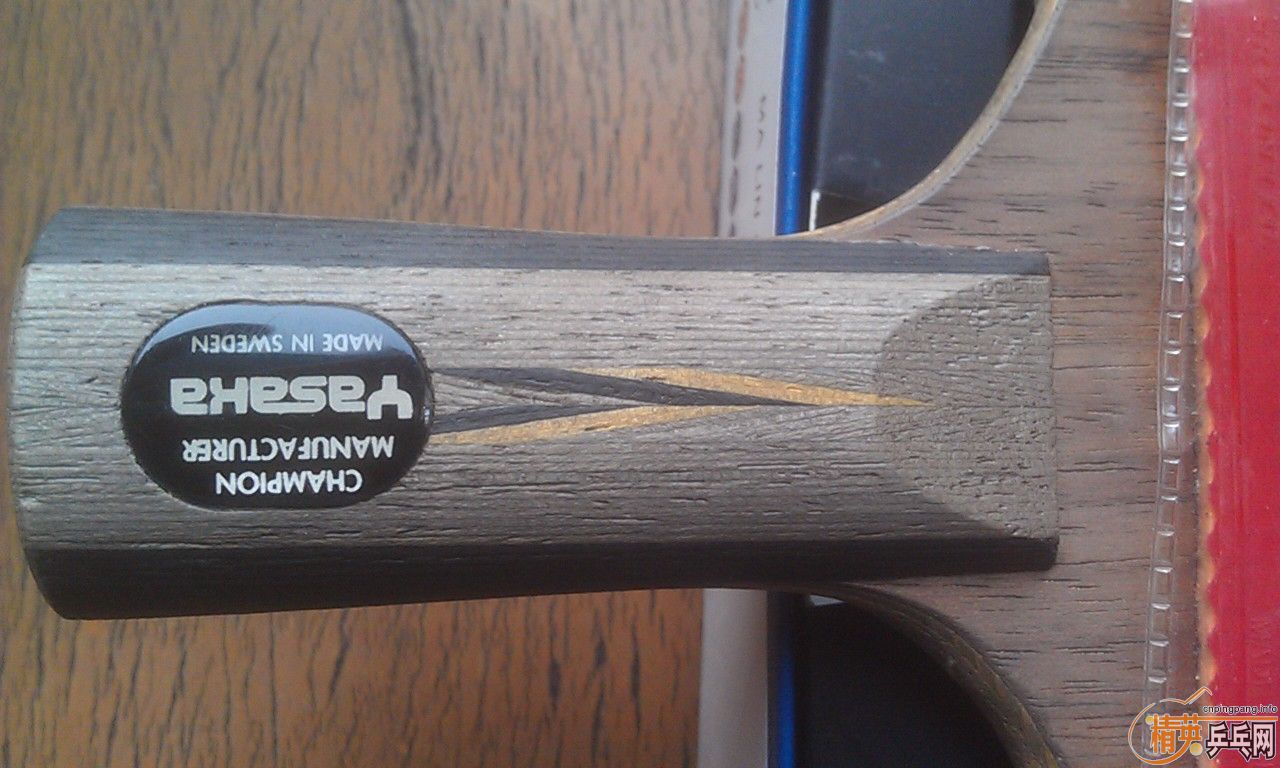 CHAMPION
MANUFACTURER
Yasaka
MADE IN SWEDEN
cnpingpang.info
精英乒乓网